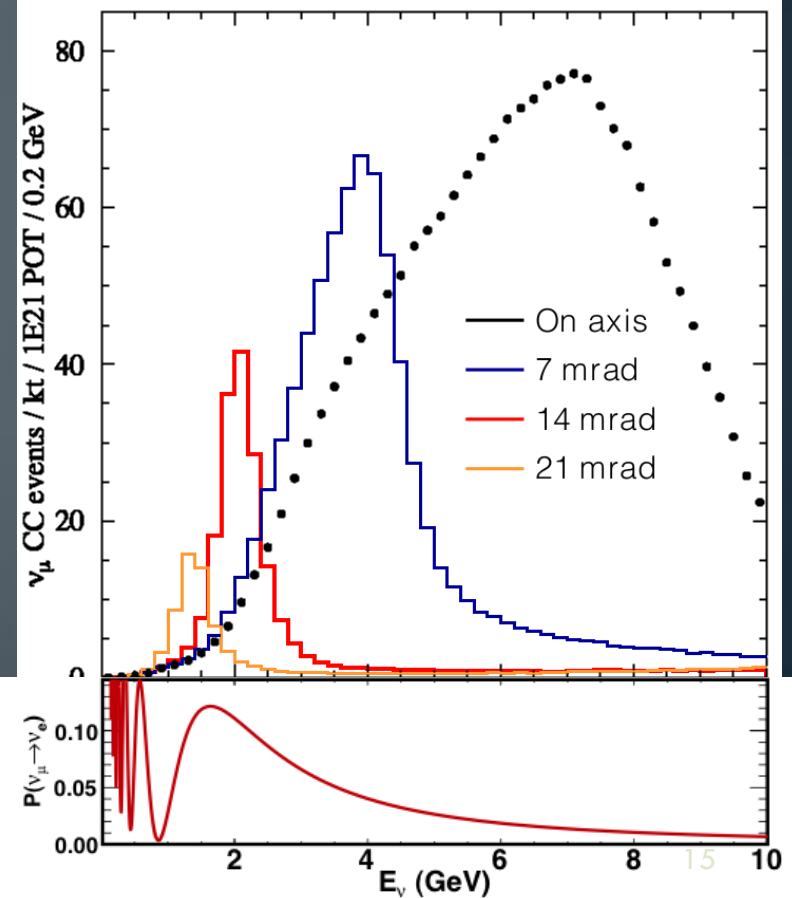 νμ CC events / kt / 1E21 POT / 0.2 GeV
80
60
40
20
0
On axis
7 mrad
14 mrad
21 mrad
P(νμ→νe)
0.10
0.05
0.00
2 4 6 8 15 10
Eν (GeV)